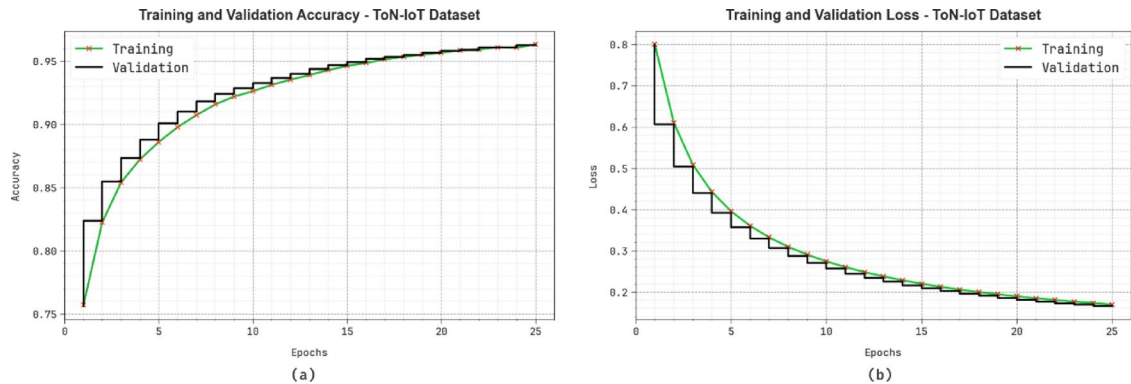 Training and Validation Accuracy - ToN-IoT Dataset
Training
Validation
0.95
0.90
0.85
0.80
0.75
Accuracy
0 5 10 15 20 25
Epochs
(a)
Training and Validation Loss - ToN-IoT Dataset
Training
Validation
0.8
0.7
0.6
0.5
0.4
0.3
0.2
Loss
0 5 10 15 20 25
Epochs
(b)